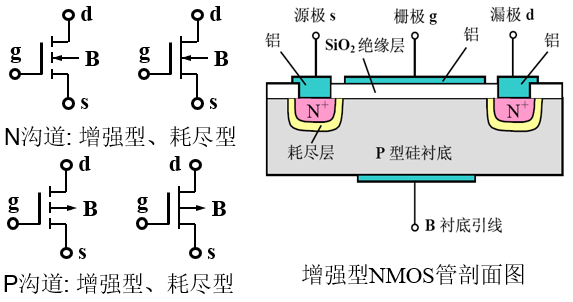 d
g
B
s
d
g
B
s
N沟道: 增强型、耗尽型
d
g
B
s
d
g
B
s
P沟道: 增强型、耗尽型
源极 s
栅极 g
漏极 d
铝
SiO2 绝缘层
铝
铝
N+
N+
耗尽层
P 型硅衬底
B 衬底引线
增强型NMOS管剖面图